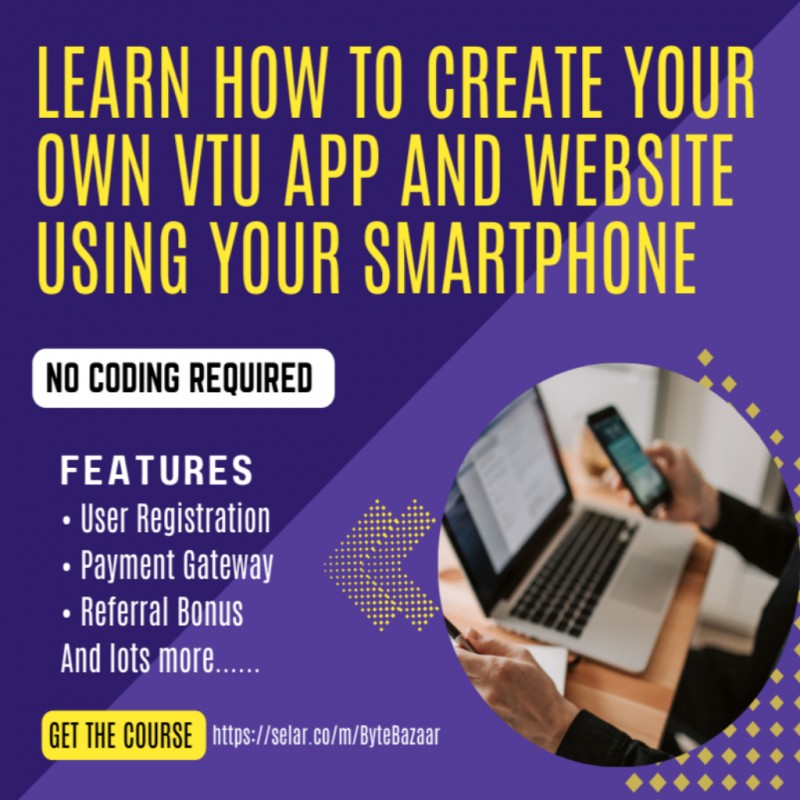 LEARN HOW TO CREATE YOUR
OWN VTU APP AND WEBSITE
USING YOUR SMARTPHONE
NO CODING REQUIRED
FEATURES
• User Registration
• Payment Gateway
• Referral Bonus
And lots more......
GET THE COURSE https://selar.co/m/ByteBazaar